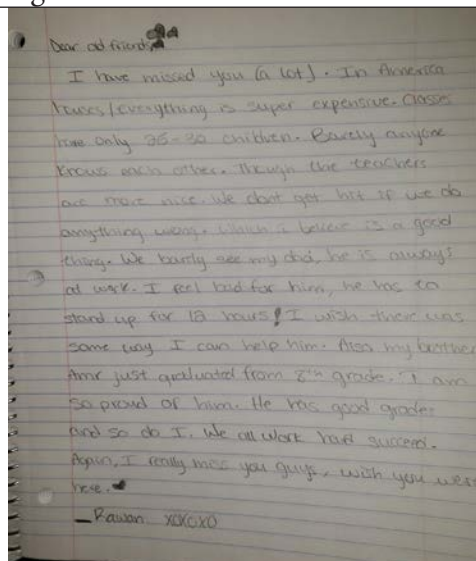 Dear old friends
I have missed you (a lot). In America
houses/everything is super expensive. Classes
have only 25-30 children. Barely anyone
knows each other. Though the teachers
are more nice. We dont get hit if we do
anything wrong. Which i believe is a good
thing. We barely see my dad, he is always
at work. I feel bad for him, he has to
stand up for 12 hours! I wish there was
some way I can help him. Also my brother
Amr just graduated from 8th grade. I am
so proud of him. He has good grades
and so do I. We all work hard succeed.
Again, I really miss you guys, wish you were
here.
—Rawan xoxoxo